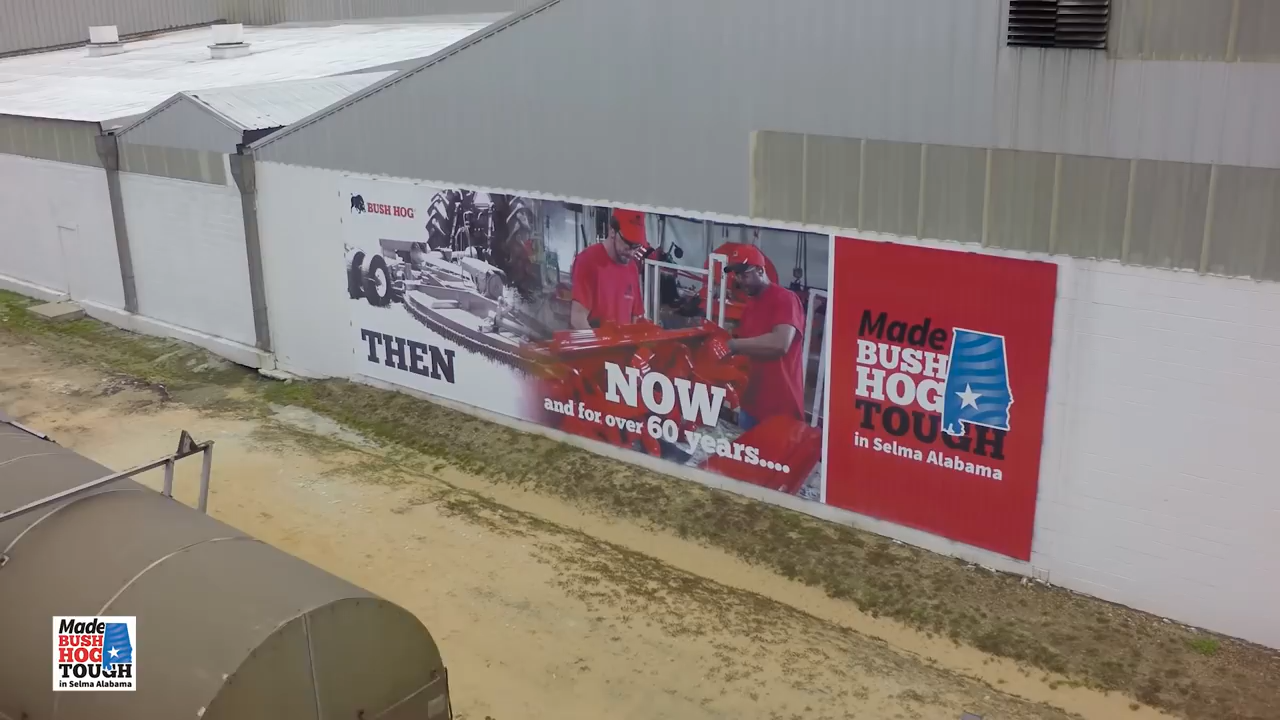 BUSH HOG
THEN
NOW
and for over 60 years....
Made
BUSH
HOG
TOUGH
in Selma Alabama
Made
BUSH
HOG
TOUGH
in Selma Alabama